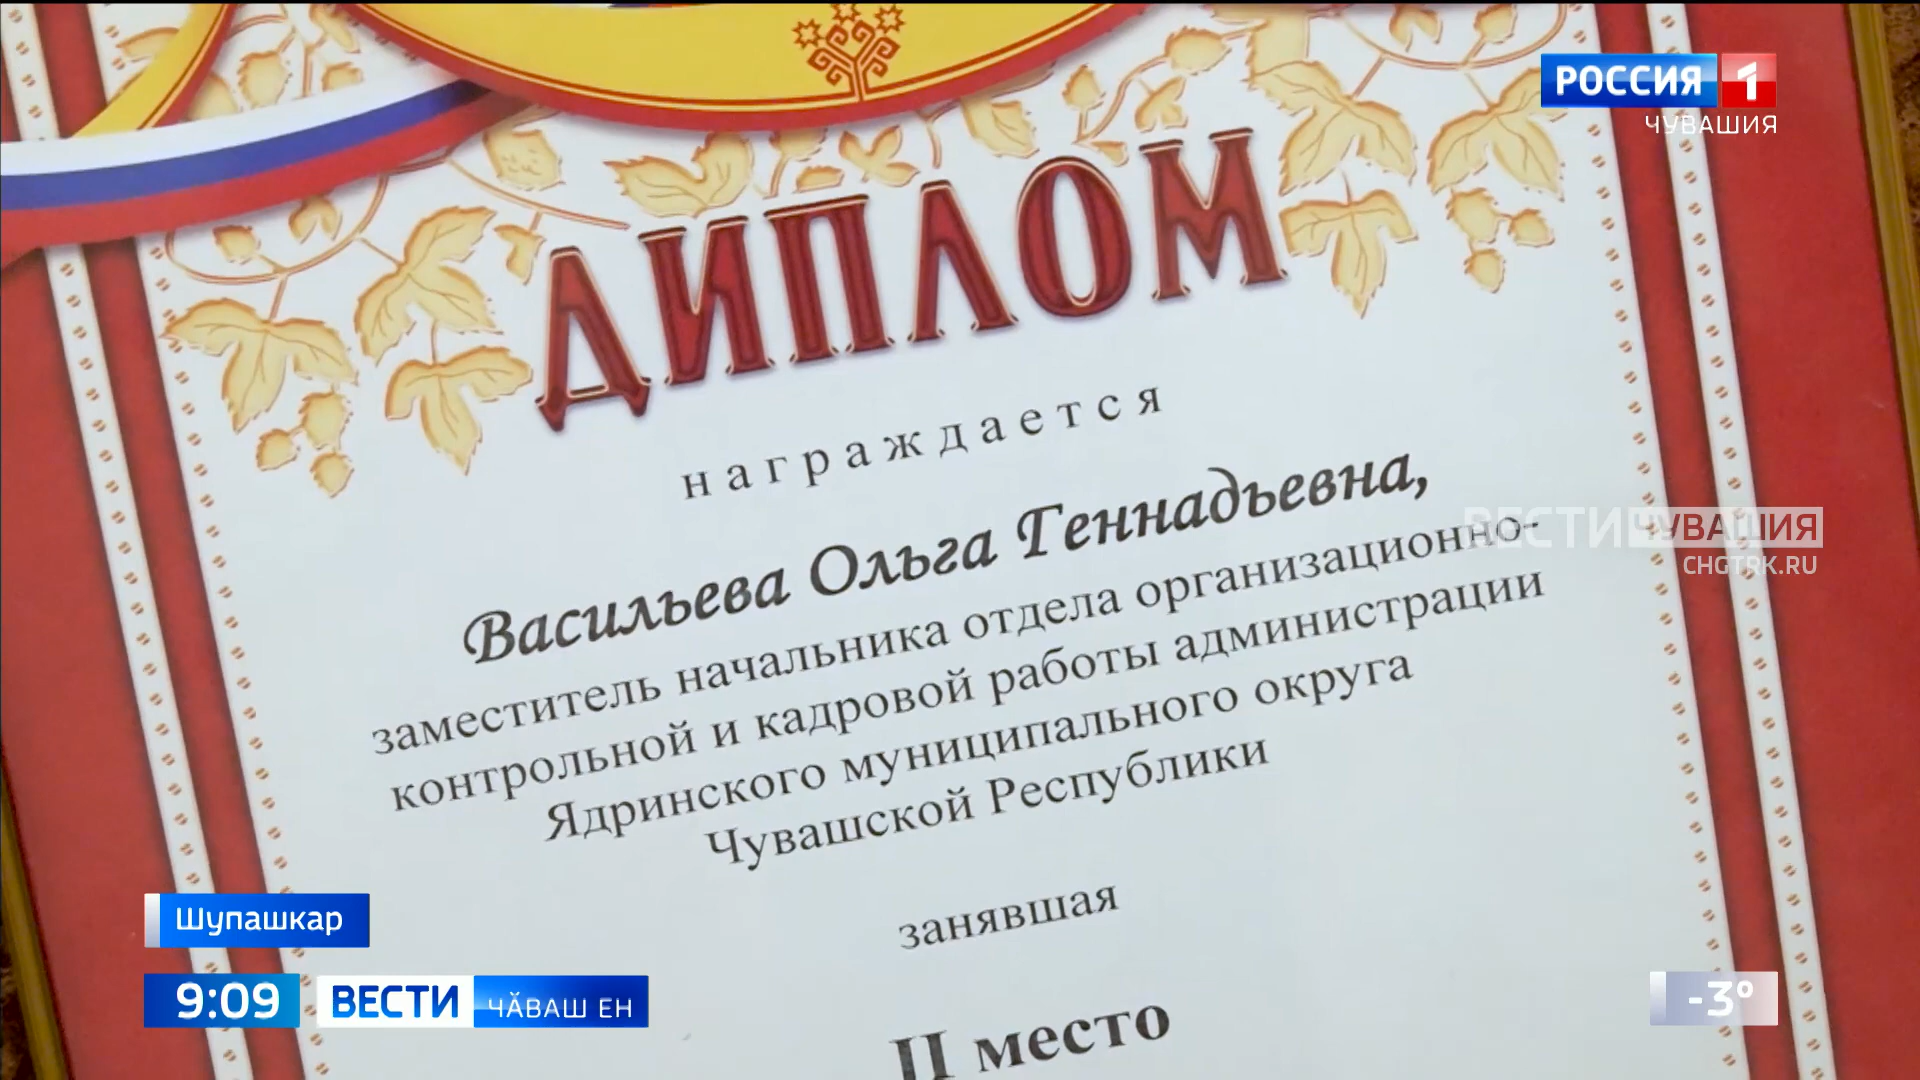 РОССИЯ 1
ЧУВАШИЯ
ДИПЛОМ
награждается
Васильева Ольга Геннадьевна,
заместитель начальника отдела организационно-
контрольной и кадровой работы администрации
Ядринского муниципального округа
Чувашской Республики
занявшая
II место
ВЕСТИ ЧУВАШИЯ
CHGTRK.RU
Шупашкар
9:09 ВЕСТИ ЧӐВАШ ЕН
-3°